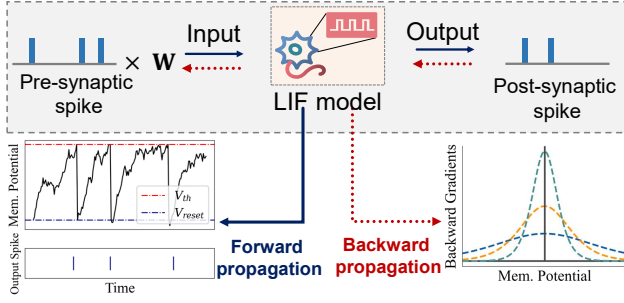 Input
Output
× W
Pre-synaptic
spike
LIF model
Post-synaptic
spike
Mem. Potential
V_th
V_reset
Output Spike
Time
Forward
propagation
Backward
propagation
Backward Gradients
Mem. Potential